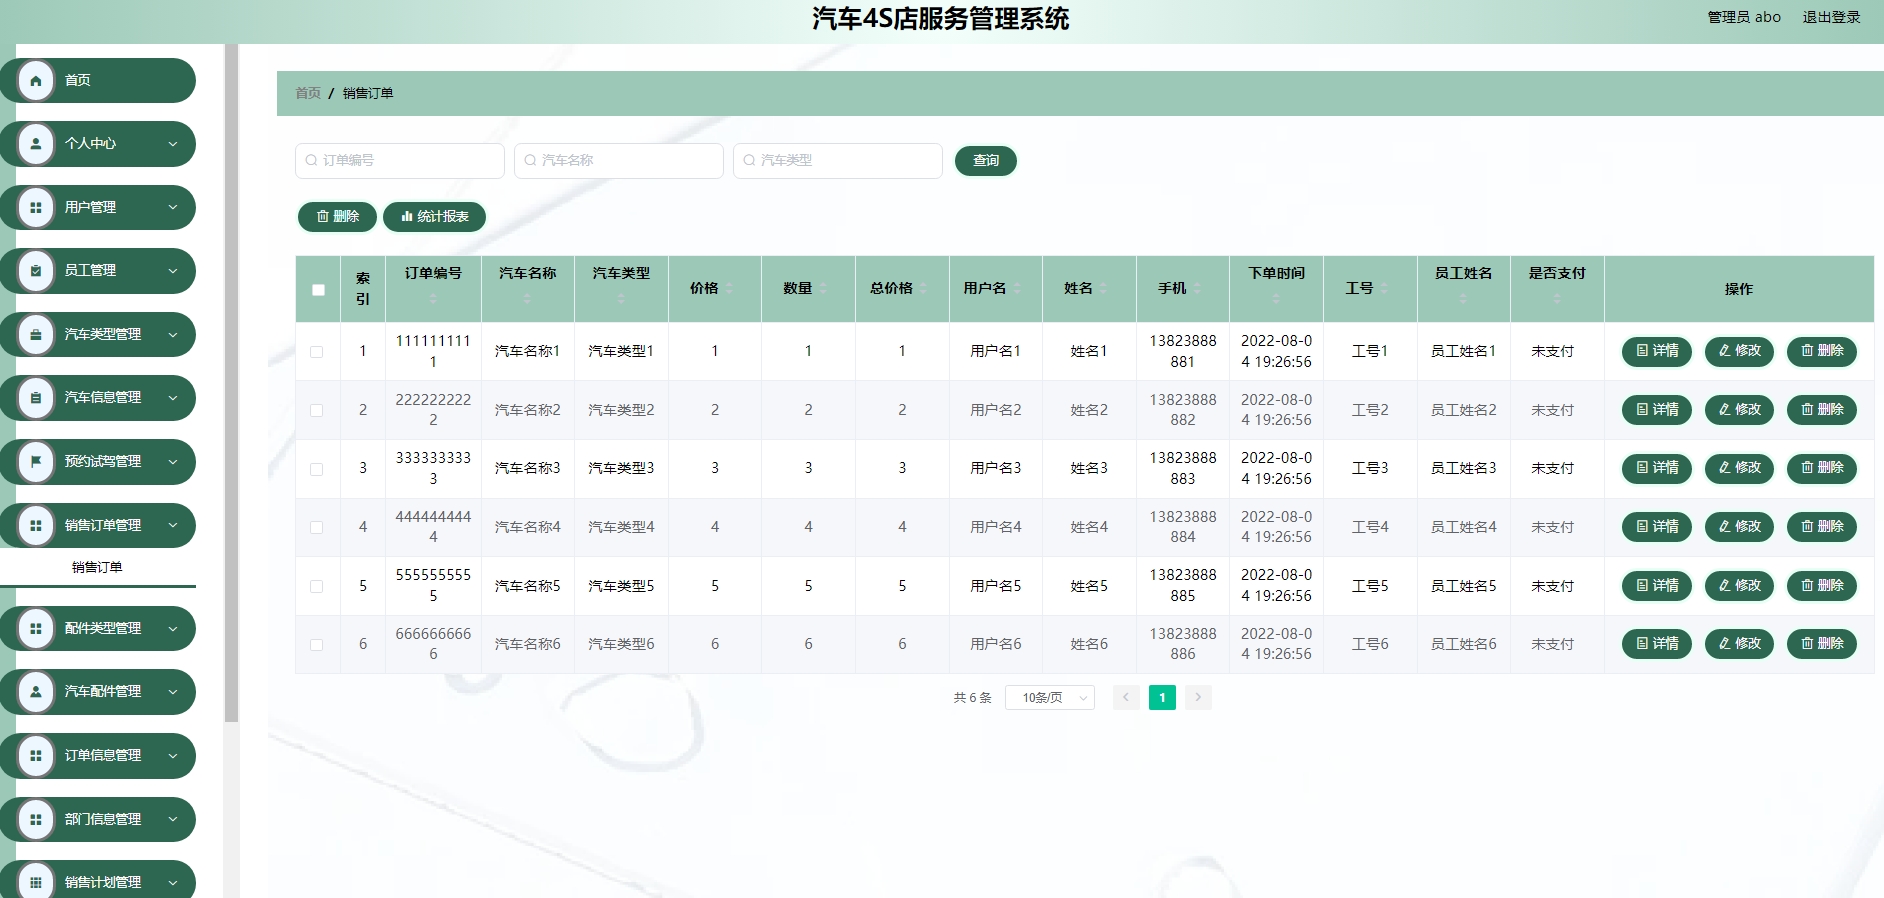 汽车4S店服务管理系统
管理员 abo 退出登录
首页
个人中心
用户管理
员工管理
汽车类型管理
汽车信息管理
预约试驾管理
销售订单管理
销售订单
配件类型管理
汽车配件管理
订单信息管理
部门信息管理
销售计划管理
首页 / 销售订单
订单编号 汽车名称 汽车类型 查询
删除 统计报表
索引 订单编号 汽车名称 汽车类型 价格 数量 总价格 用户名 姓名 手机 下单时间 工号 员工姓名 是否支付 操作
1 1111111111 汽车名称1 汽车类型1 1 1 1 用户名1 姓名1 13823888881 2022-08-04 19:26:56 工号1 员工姓名1 未支付 详情 修改 删除
2 2222222222 汽车名称2 汽车类型2 2 2 2 用户名2 姓名2 13823888882 2022-08-04 19:26:56 工号2 员工姓名2 未支付 详情 修改 删除
3 3333333333 汽车名称3 汽车类型3 3 3 3 用户名3 姓名3 13823888883 2022-08-04 19:26:56 工号3 员工姓名3 未支付 详情 修改 删除
4 4444444444 汽车名称4 汽车类型4 4 4 4 用户名4 姓名4 13823888884 2022-08-04 19:26:56 工号4 员工姓名4 未支付 详情 修改 删除
5 5555555555 汽车名称5 汽车类型5 5 5 5 用户名5 姓名5 13823888885 2022-08-04 19:26:56 工号5 员工姓名5 未支付 详情 修改 删除
6 6666666666 汽车名称6 汽车类型6 6 6 6 用户名6 姓名6 13823888886 2022-08-04 19:26:56 工号6 员工姓名6 未支付 详情 修改 删除
共 6 条 10条/页 1